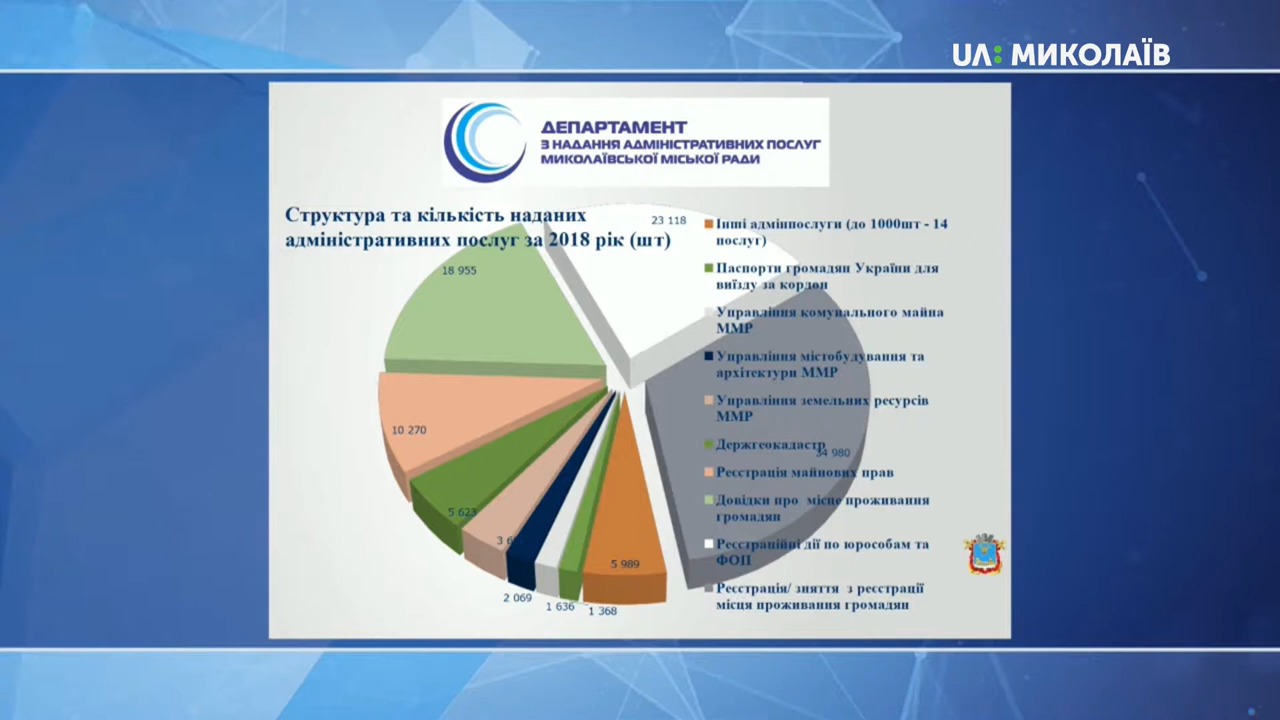 UA: МИКОЛАЇВ
ДЕПАРТАМЕНТ
З НАДАННЯ АДМІНІСТРАТИВНИХ ПОСЛУГ
МИКОЛАЇВСЬКОЇ МІСЬКОЇ РАДИ
Структура та кількість наданих
адміністративних послуг за 2018 рік (шт)
23 118
18 955
10 270
5 623
2 069
1 636
1 368
5 989
34 980
Інші адмінпослуги (до 1000шт - 14
послуг)
Паспорти громадян України для
виїзду за кордон
Управління комунального майна
ММР
Управління містобудування та
архітектури ММР
Управління земельних ресурсів
ММР
Держгеокадастр
Реєстрація майнових прав
Довідки про місце проживання
громадян
Реєстраційні дії по юрособам та
ФОП
Реєстрація/ зняття з реєстрації
місця проживання громадян